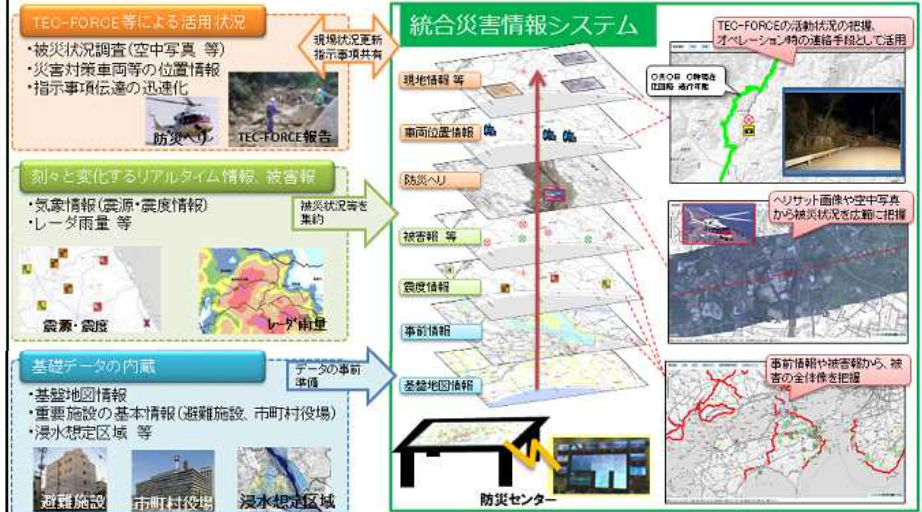 TEC-FORCE等による活用状況
・被災状況調査(空中写真 等)
・災害対策車両等の位置情報
・指示事項伝達の迅速化
防災ヘリ
TEC-FORCE報告
現場状況更新
指示事項共有
刻々と変化するリアルタイム情報、被害報
・気象情報(震源・震度情報)
・レーダ雨量 等
震源・震度
レーダ雨量
被災状況等を
集約
基礎データの内蔵
・基盤地図情報
・重要施設の基本情報(避難施設、市町村役場)
・浸水想定区域 等
避難施設
市町村役場
浸水想定区域
データの事前
準備
統合災害情報システム
現地情報 等
車両位置情報
防災ヘリ
被害報 等
震度情報
事前情報
基盤地図情報
防災センター
TEC-FORCEの活動状況の把握、
オペレーション時の連絡手段として活用
〇月〇日 〇時現在
迂回路 通行可能
ヘリサット画像や空中写真
から被災状況を広範に把握
事前情報や被害報から、被
害の全体像を把握